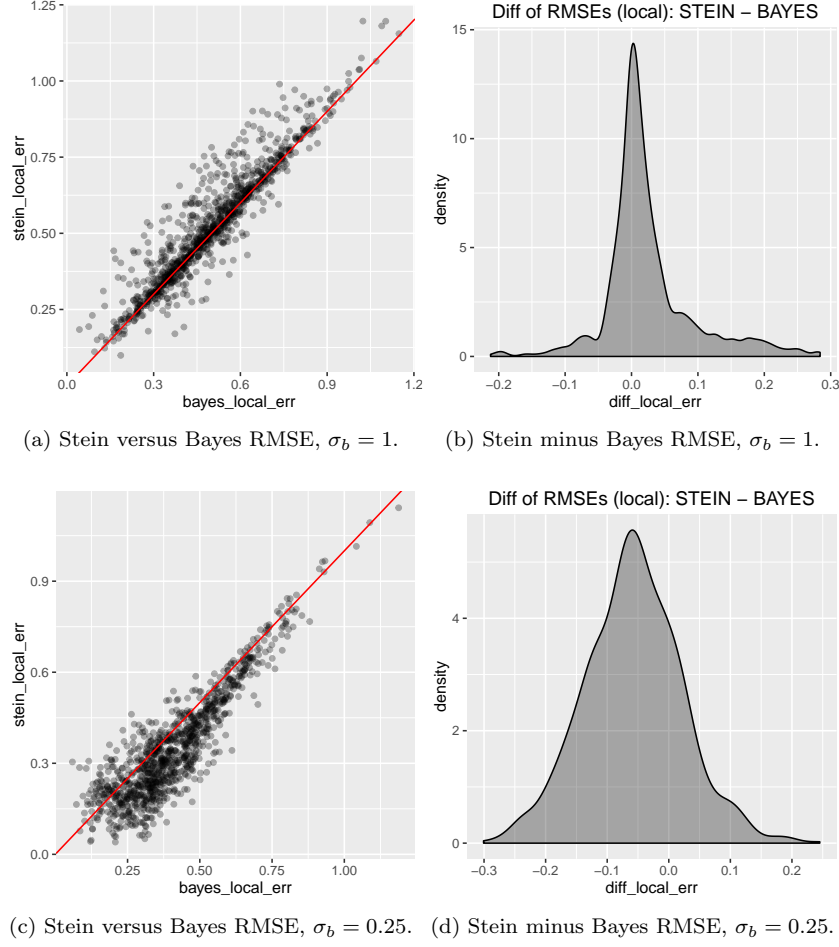 1.25
1.00
0.75
0.50
0.25
stein_local_err
0.0
0.3
0.6
0.9
1.2
bayes_local_err
(a) Stein versus Bayes RMSE, σ_b = 1.
Diff of RMSEs (local): STEIN − BAYES
15
10
5
0
density
−0.2
−0.1
0.0
0.1
0.2
0.3
diff_local_err
(b) Stein minus Bayes RMSE, σ_b = 1.
0.9
0.6
0.3
0.0
stein_local_err
0.25
0.50
0.75
1.00
bayes_local_err
(c) Stein versus Bayes RMSE, σ_b = 0.25.
Diff of RMSEs (local): STEIN − BAYES
4
2
0
density
−0.3
−0.2
−0.1
0.0
0.1
0.2
diff_local_err
(d) Stein minus Bayes RMSE, σ_b = 0.25.